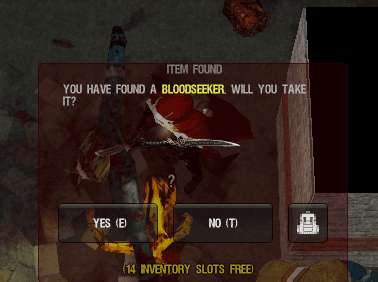 ITEM FOUND
YOU HAVE FOUND A BLOODSEEKER. WILL YOU TAKE
IT?
?
YES (E) NO (T)
(14 INVENTORY SLOTS FREE)